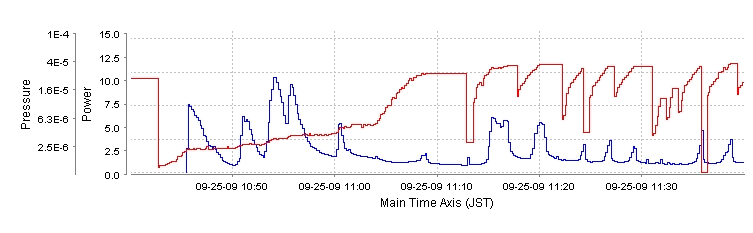 1E-4
4E-5
1.6E-5
6.3E-6
2.5E-6
Pressure
15.0
12.5
10.0
7.5
5.0
2.5
0.0
Power
09-25-09 10:50
09-25-09 11:00
09-25-09 11:10
09-25-09 11:20
09-25-09 11:30
Main Time Axis (JST)